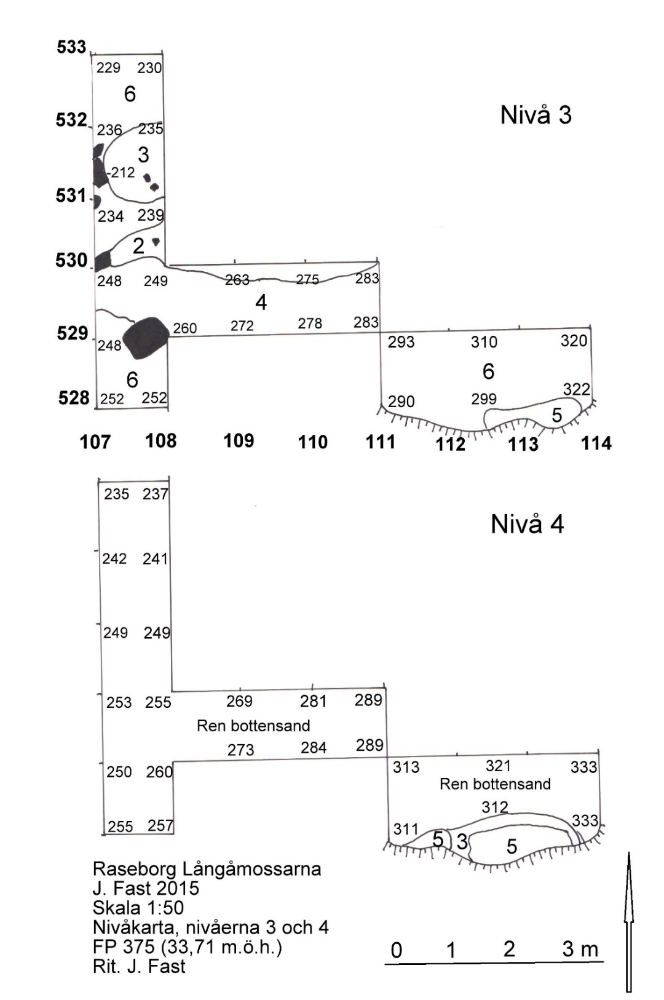 533
229 230
6
Nivå 3
532
236 235
3
-212
531
234 239
2
530
248 249 263 275 283
4
529
260 272 278 283
248 293 310 320
6
6
528
252 252 290 299 322
5
107 108 109 110 111 112 113 114
235 237
Nivå 4
242 241
249 249
253 255 269 281 289
Ren bottensand
273 284 289
250 260 313 321 333
Ren bottensand
312
255 257 311 333
5 3 5
Raseborg Långåmossarna
J. Fast 2015
Skala 1:50
Nivåkarta, nivåerna 3 och 4
FP 375 (33,71 m.ö.h.)
Rit. J. Fast
0 1 2 3 m